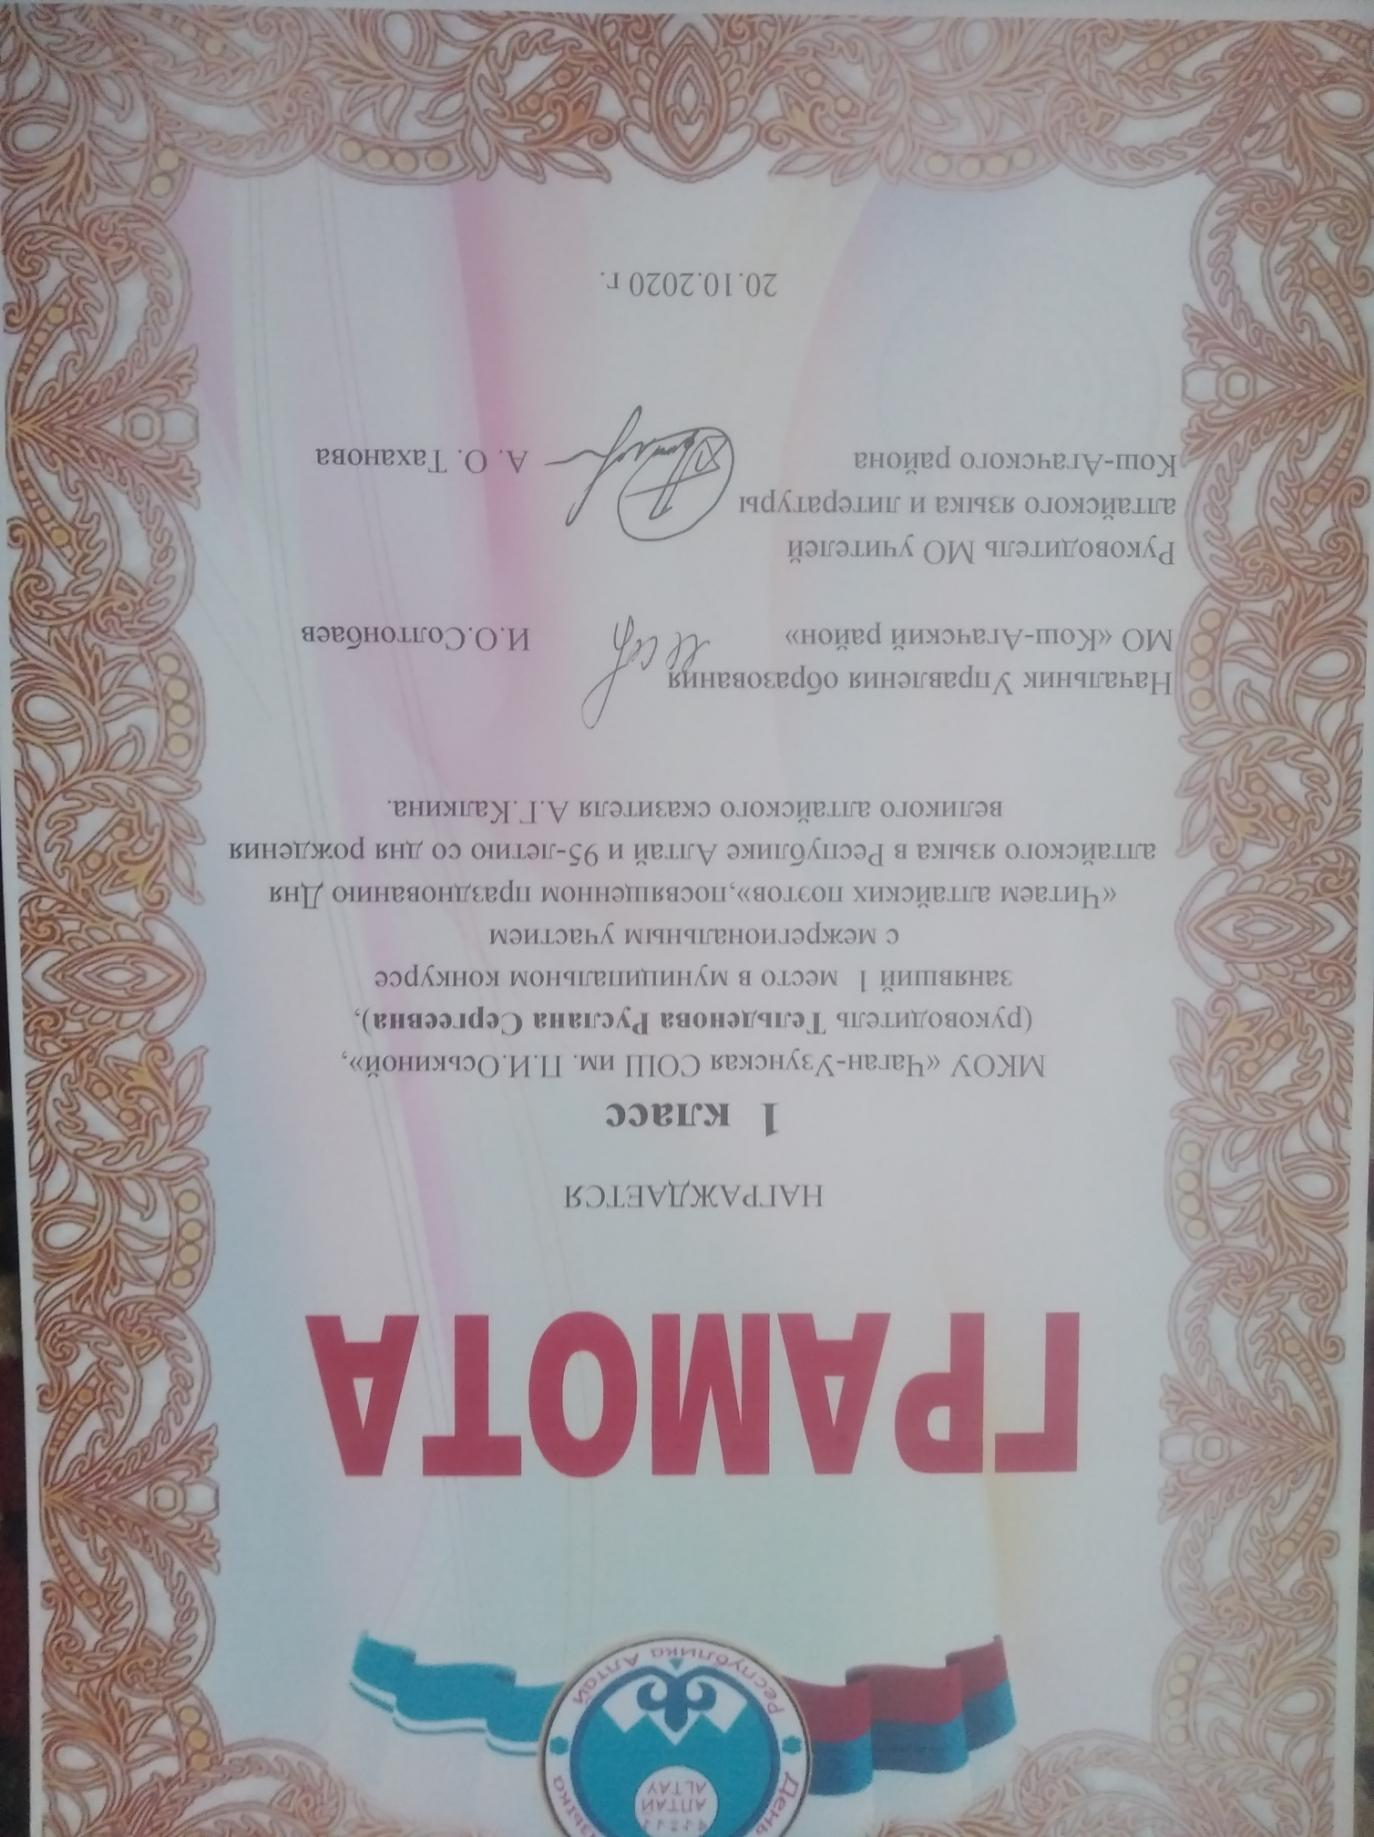 АЛТАЙ
ALTAY
День
языка
Республика Алтай
ГРАМОТА
НАГРАЖДАЕТСЯ
1 класс
МКОУ «Чаган-Узунская СОШ им. П.И.Оськиной»,
(руководитель Тельденова Руслана Сергеевна),
занявший 1 место в муниципальном конкурсе
с межрегиональным участием
«Читаем алтайских поэтов»,посвященном празднованию Дня
алтайского языка в Республике Алтай и 95-летию со дня рождения
великого алтайского сказителя А.Г.Калкина.
Начальник Управления образования
МО «Кош-Агачский район» И.О.Солтонбаев
Руководитель МО учителей
алтайского языка и литературы
Кош-Агачского района А. О. Таханова
20.10.2020 г.